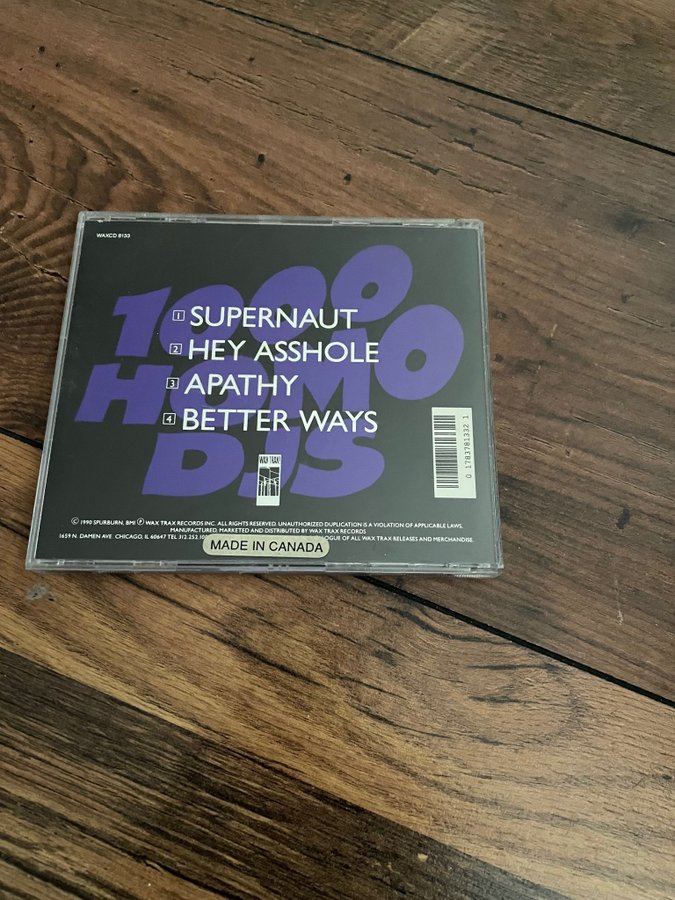 WAXCD 8133
1000
HOMO
DJS
1 SUPERNAUT
2 HEY ASSHOLE
3 APATHY
4 BETTER WAYS
WAX TRAX!
0 1783781332 1
© 1990 SPURBURN, BMI ℗ WAX TRAX RECORDS INC. ALL RIGHTS RESERVED. UNAUTHORIZED DUPLICATION IS A VIOLATION OF APPLICABLE LAWS.
MANUFACTURED, MARKETED AND DISTRIBUTED BY WAX TRAX RECORDS
1659 N. DAMEN AVE CHICAGO, IL 60647 TEL 312.252. OF ALL WAX TRAX RELEASES AND MERCHANDISE.
MADE IN CANADA